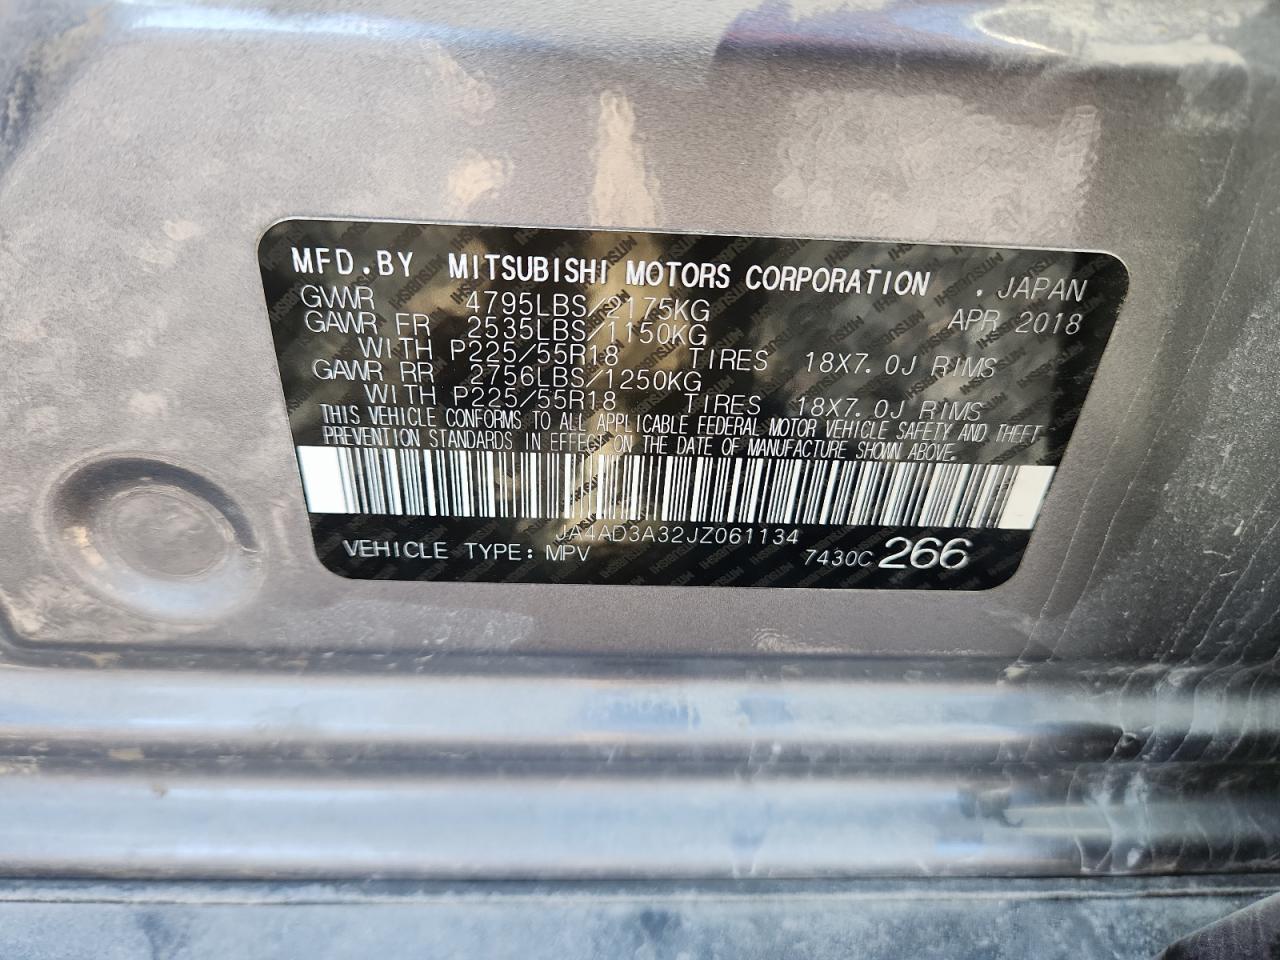 MFD.BY MITSUBISHI MOTORS CORPORATION . JAPAN
GVWR 4795LBS/2175KG APR 2018
GAWR FR 2535LBS/1150KG
WITH P225/55R18 TIRES 18X7.0J RIMS
GAWR RR 2756LBS/1250KG
WITH P225/55R18 TIRES 18X7.0J RIMS
THIS VEHICLE CONFORMS TO ALL APPLICABLE FEDERAL MOTOR VEHICLE SAFETY AND THEFT
PREVENTION STANDARDS IN EFFECT ON THE DATE OF MANUFACTURE SHOWN ABOVE.
JA4AD3A32JZ061134
VEHICLE TYPE: MPV 7430C 266